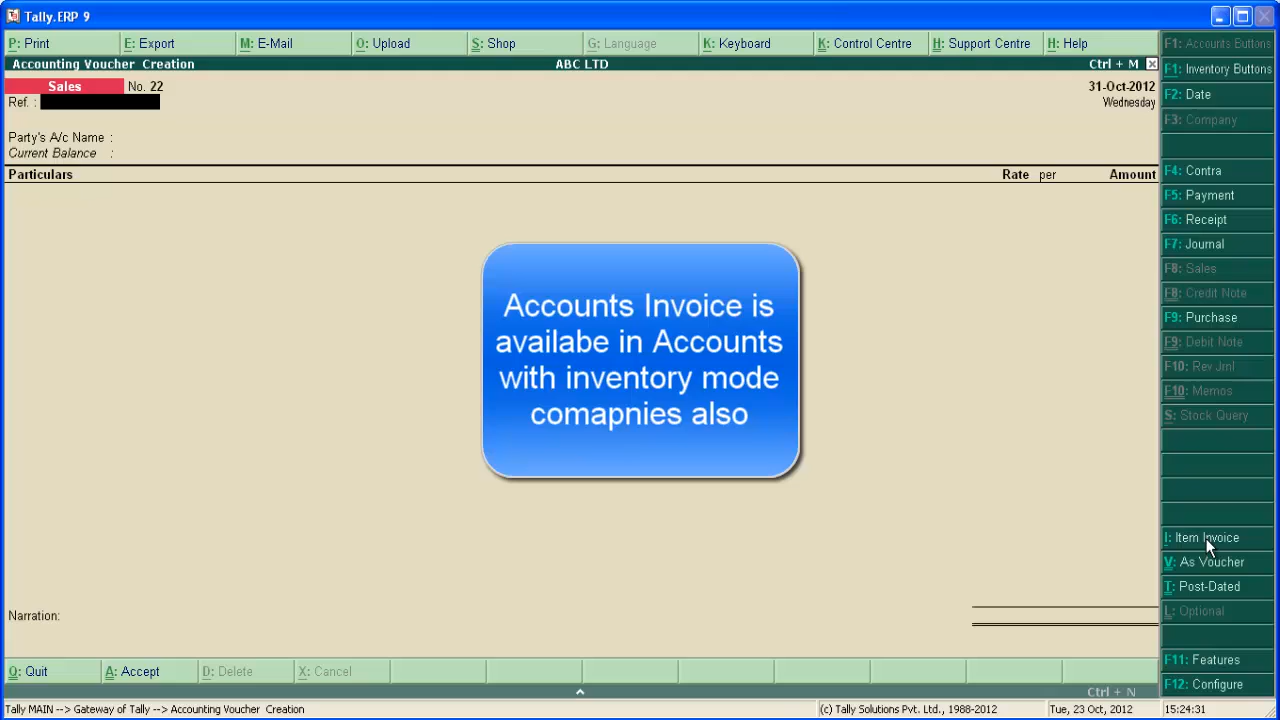 Tally.ERP 9
P: Print E: Export M: E-Mail O: Upload S: Shop G: Language K: Keyboard K: Control Centre H: Support Centre H: Help
Accounting Voucher Creation ABC LTD Ctrl + M
Sales No. 22 31-Oct-2012
Ref. : Wednesday
Party's A/c Name :
Current Balance :
Particulars Rate per Amount
Accounts Invoice is
availabe in Accounts
with inventory mode
comapnies also
Narration:
F1: Accounts Buttons
F1: Inventory Buttons
F2: Date
F3: Company
F4: Contra
F5: Payment
F6: Receipt
F7: Journal
F8: Sales
F8: Credit Note
F9: Purchase
F9: Debit Note
F10: Rev Jrnl
F10: Memos
S: Stock Query
I: Item Invoice
V: As Voucher
T: Post-Dated
L: Optional
F11: Features
F12: Configure
Q: Quit A: Accept D: Delete X: Cancel
Ctrl + N
Tally MAIN --> Gateway of Tally --> Accounting Voucher Creation (c) Tally Solutions Pvt. Ltd., 1988-2012 Tue, 23 Oct, 2012 15:24:31